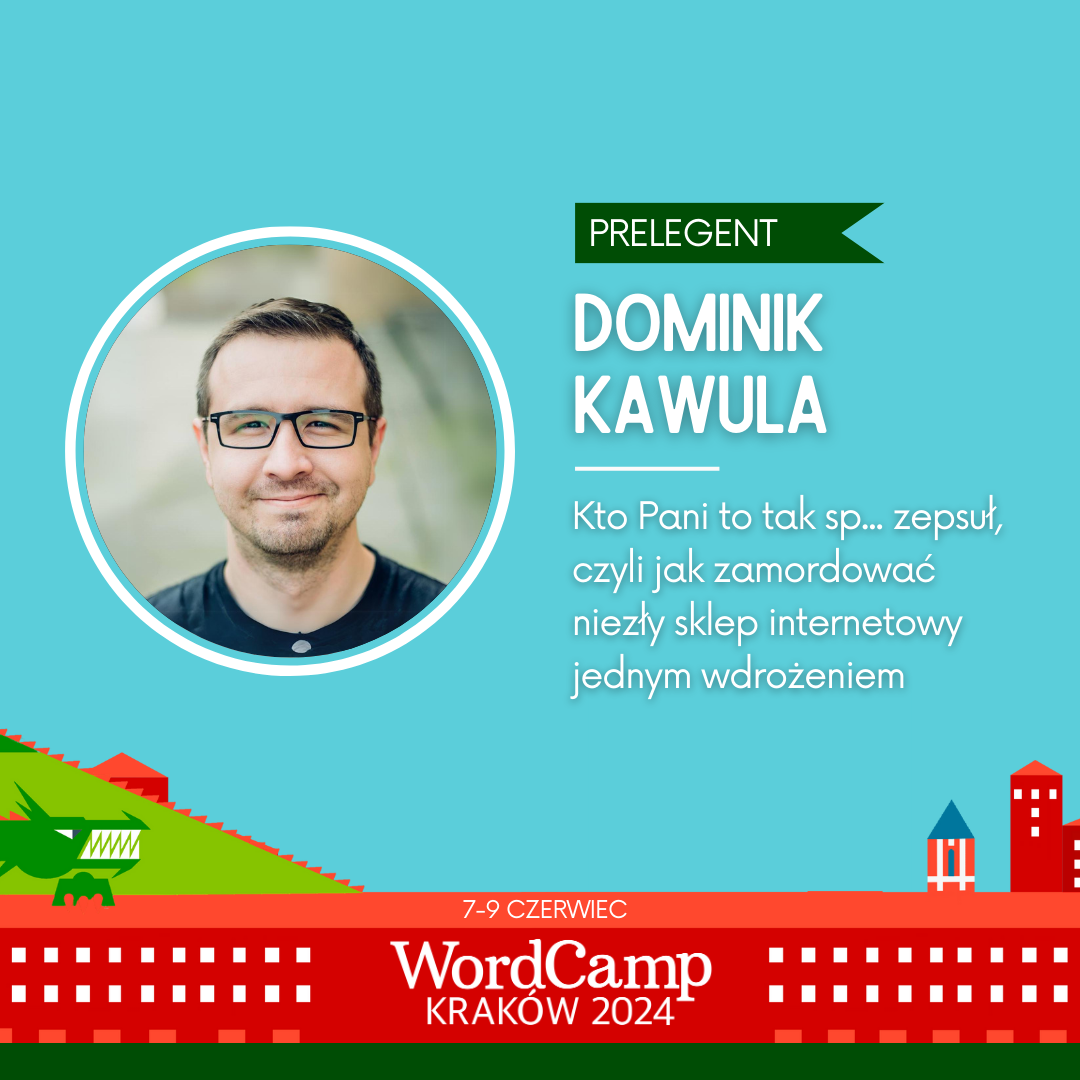 PRELEGENT
DOMINIK
KAWULA
Kto Pani to tak sp... zepsuł,
czyli jak zamordować
niezły sklep internetowy
jednym wdrożeniem
7-9 CZERWIEC
WordCamp
KRAKÓW 2024